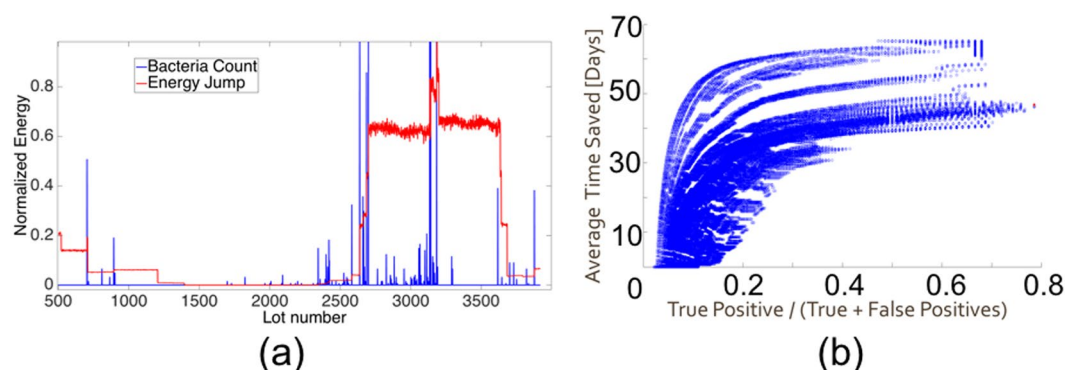 Normalized Energy
0.8
0.6
0.4
0.2
0
Bacteria Count
Energy Jump
500 1000 1500 2000 2500 3000 3500
Lot number
(a)
Average Time Saved [Days]
70
50
30
10
0 0.2 0.4 0.6 0.8
True Positive / (True + False Positives)
(b)